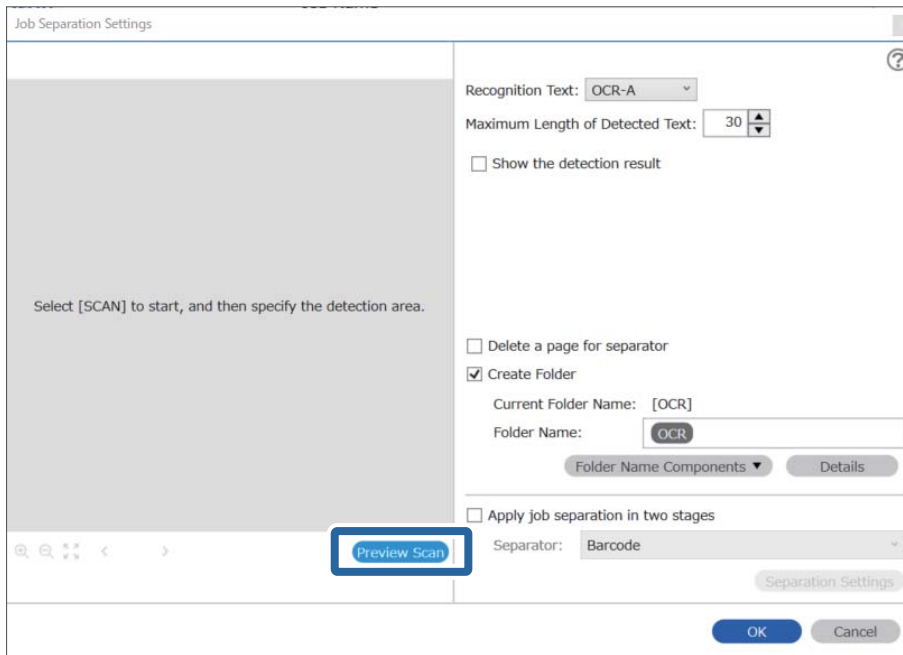 Job Separation Settings
?
Recognition Text: OCR-A
Maximum Length of Detected Text: 30
Show the detection result
Select [SCAN] to start, and then specify the detection area.
Delete a page for separator
Create Folder
Current Folder Name: [OCR]
Folder Name: OCR
Folder Name Components ▼ Details
Apply job separation in two stages
Preview Scan
Separator: Barcode
Separation Settings
OK Cancel